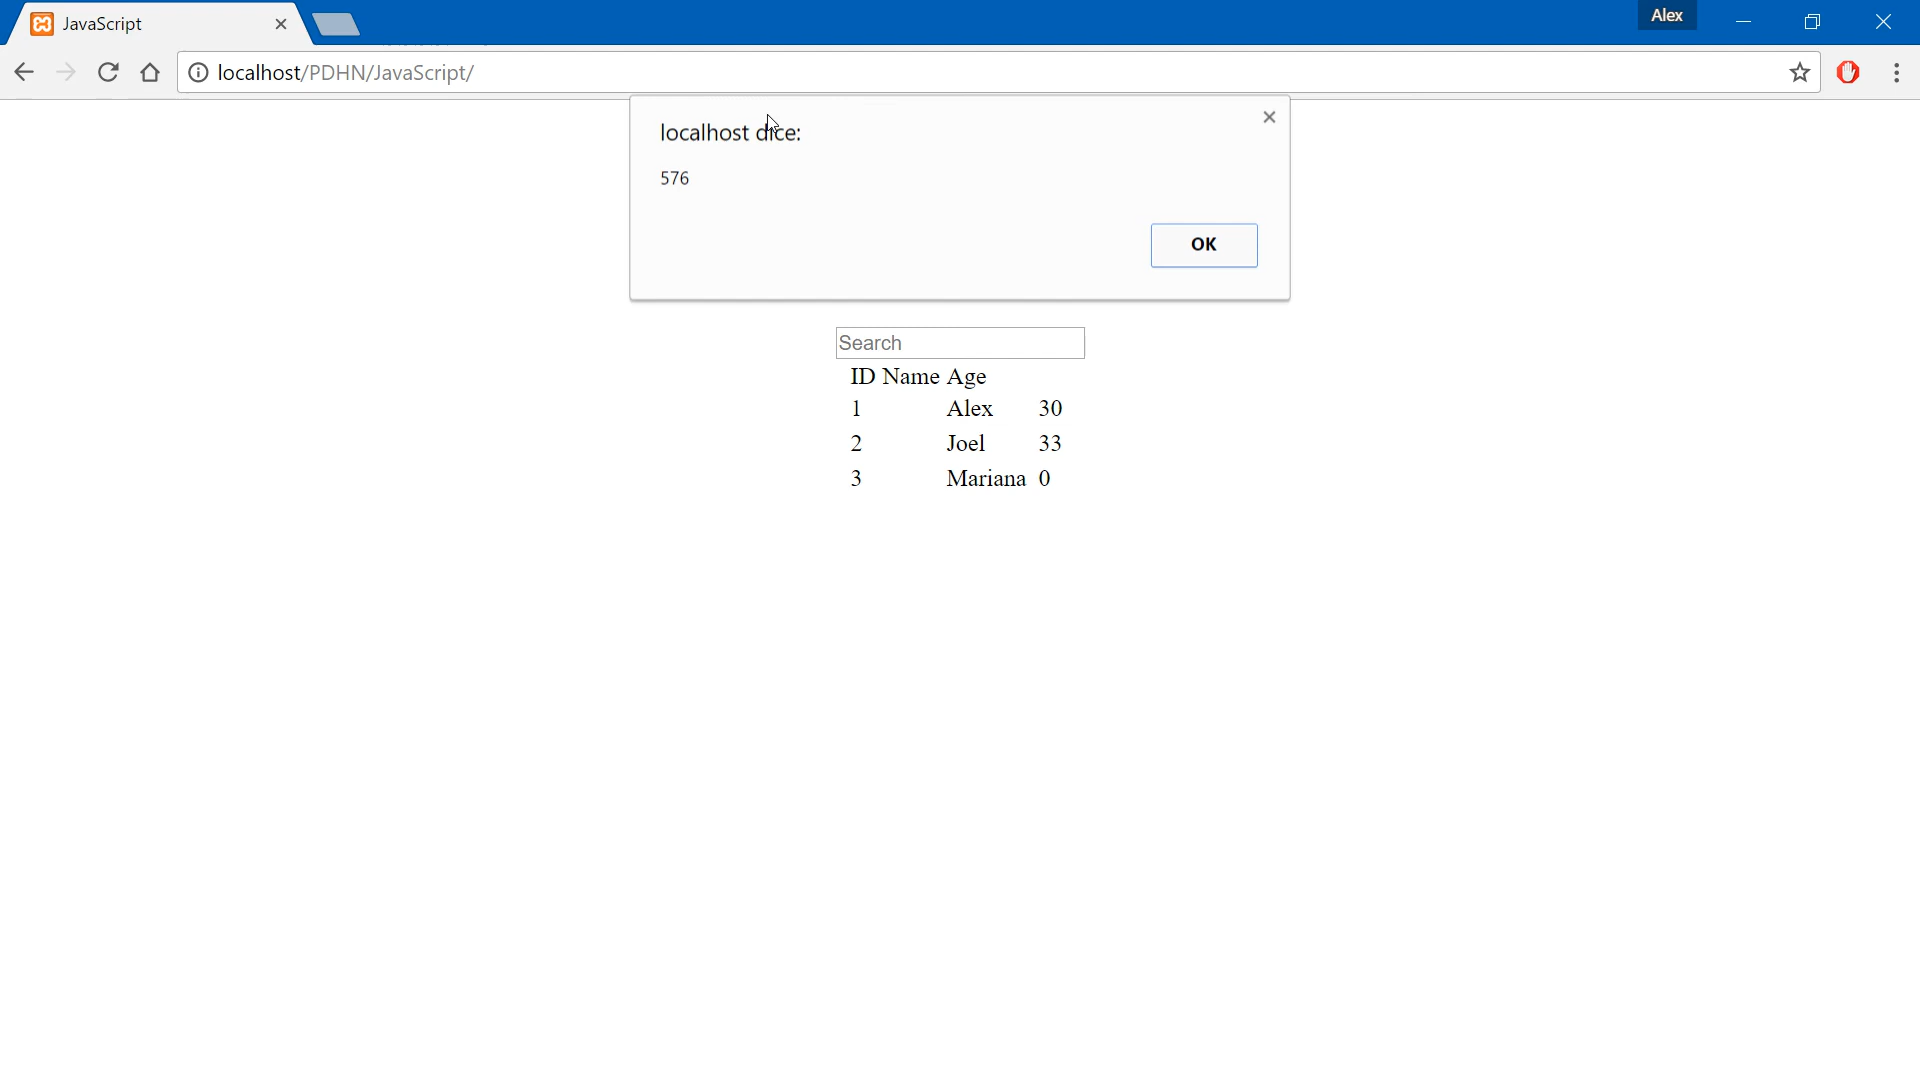 JavaScript
Alex
localhost/PDHN/JavaScript/
localhost dice:
576
OK
Search
ID Name Age
1 Alex 30
2 Joel 33
3 Mariana 0